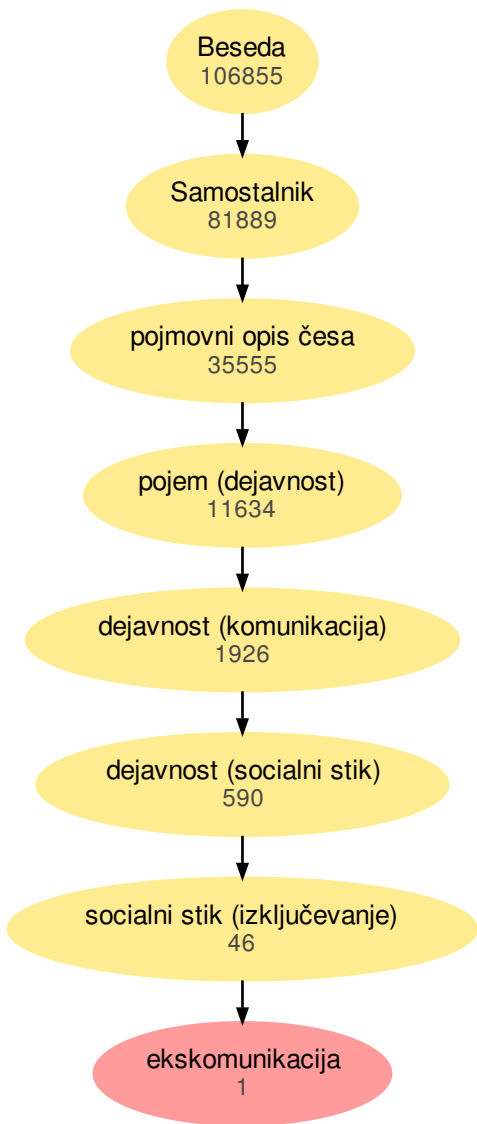 Beseda
106855
Samostalnik
81889
pojmovni opis česa
35555
pojem (dejavnost)
11634
dejavnost (komunikacija)
1926
dejavnost (socialni stik)
590
socialni stik (izključevanje)
46
ekskomunikacija
1